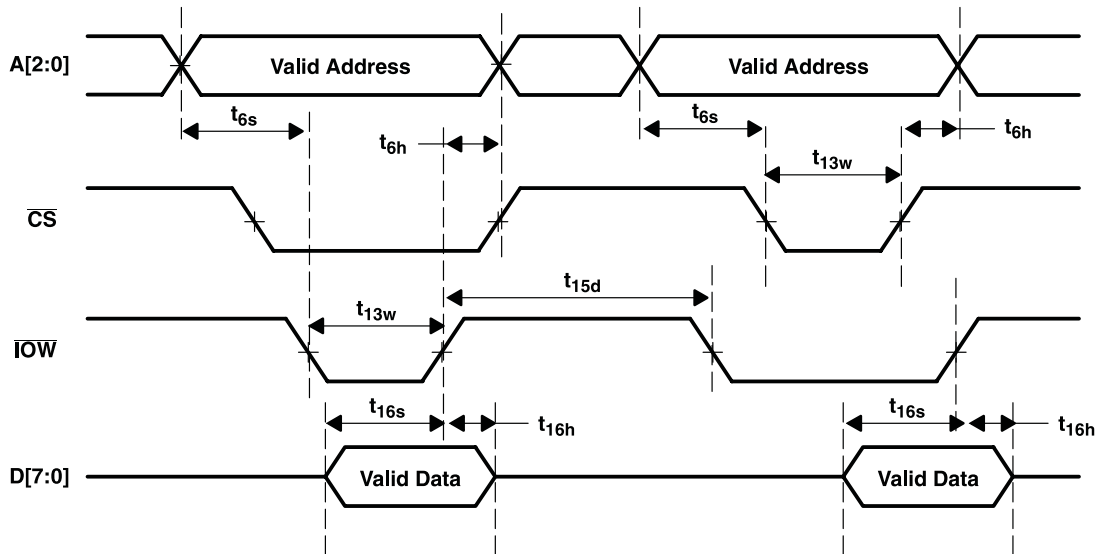 A[2:0] Valid Address Valid Address
t6s t6s
t6h t6h
t13w
CS
t15d
t13w
IOW
t16s t16s
t16h t16h
D[7:0] Valid Data Valid Data